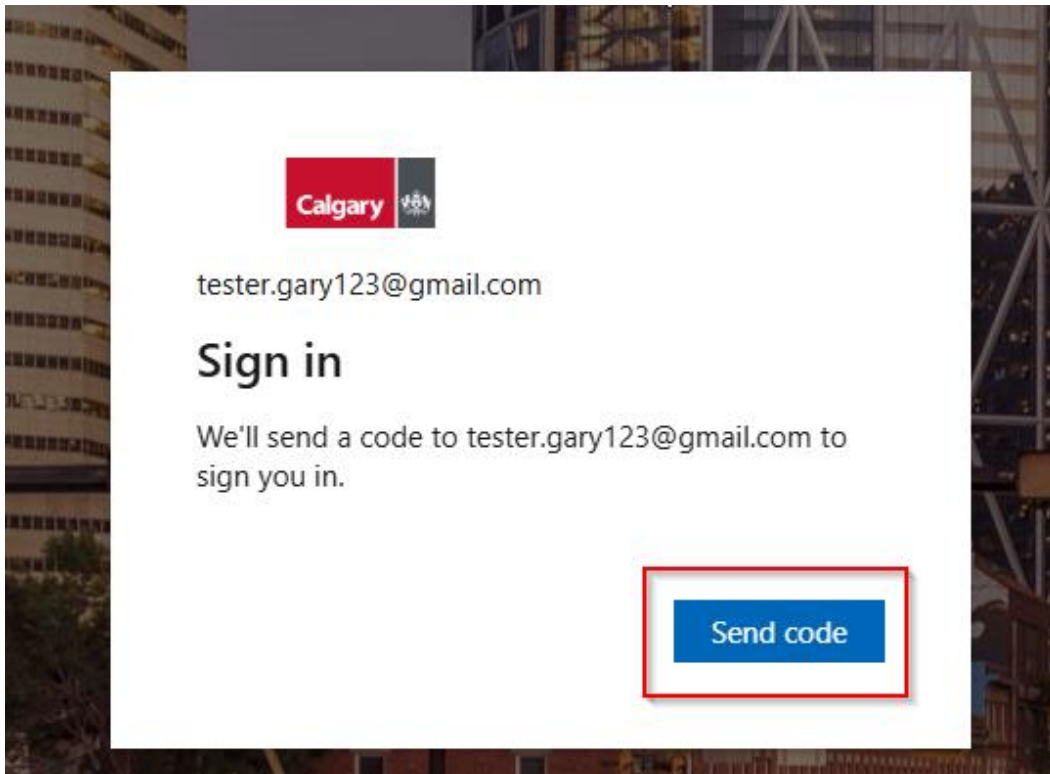 Calgary
tester.gary123@gmail.com
Sign in
We'll send a code to tester.gary123@gmail.com to
sign you in.
Send code